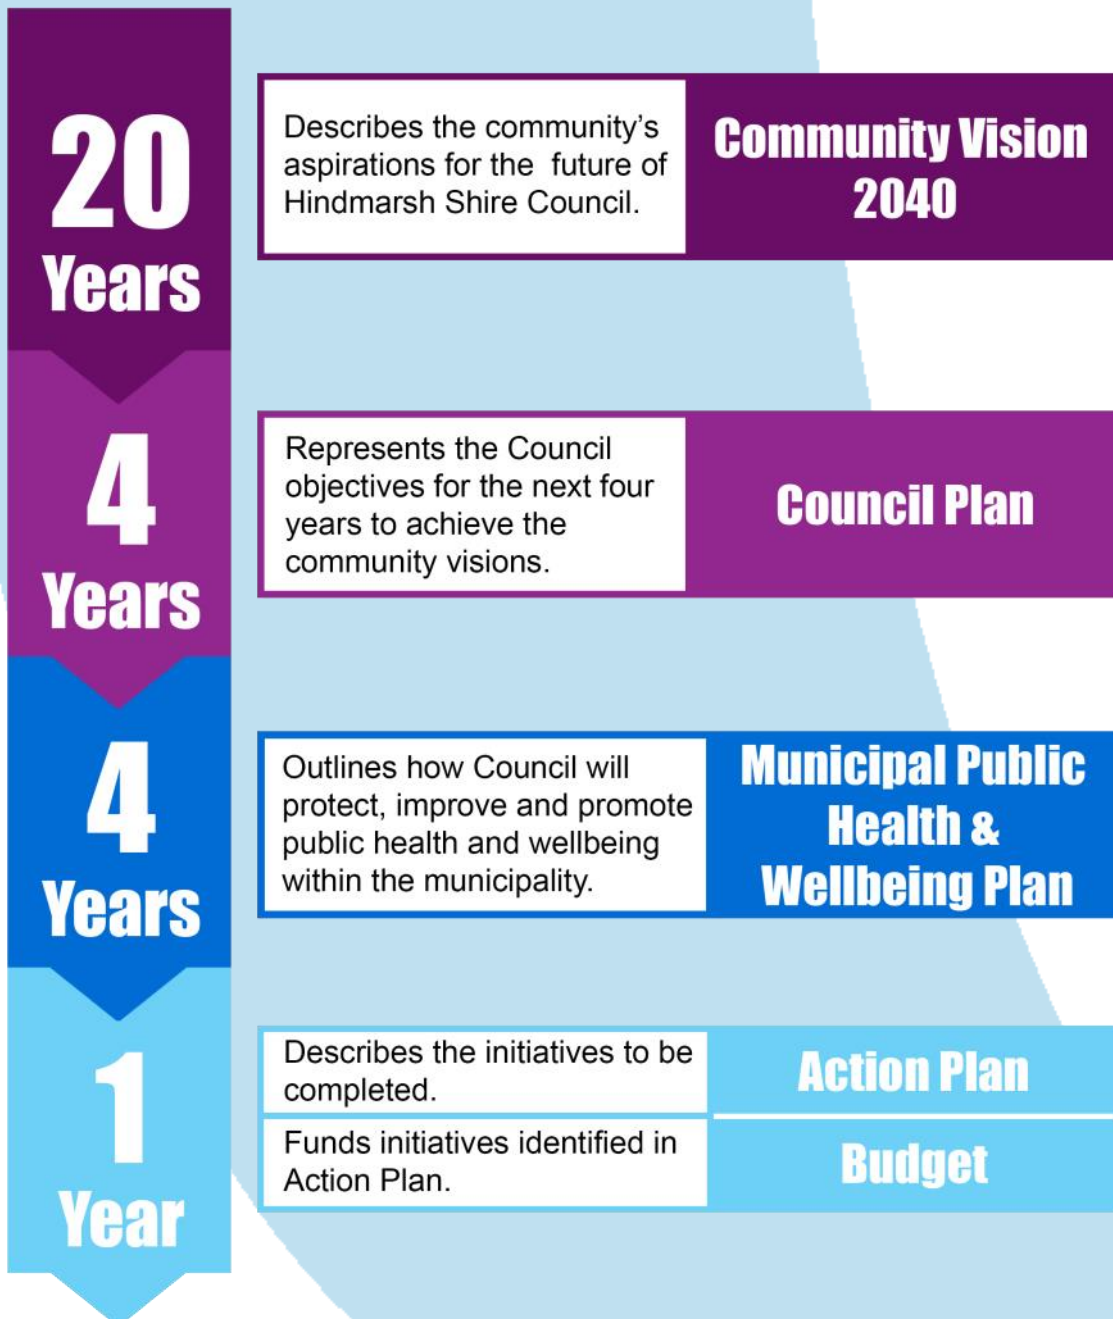 20
Years
Describes the community's
aspirations for the  future of
Hindmarsh Shire Council.
Community Vision
2040
4
Years
Represents the Council
objectives for the next four
years to achieve the
community visions.
Council Plan
4
Years
Outlines how Council will
protect, improve and promote
public health and wellbeing
within the municipality.
Municipal Public
Health &
Wellbeing Plan
1
Year
Describes the initiatives to be
completed.
Action Plan
Funds initiatives identified in
Action Plan.
Budget